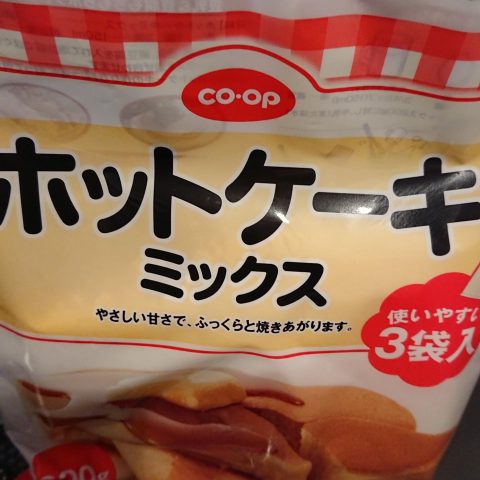 CO·OP
ホットケーキ
ミックス
やさしい甘さで、ふっくらと焼きあがります。
使いやすい
3袋入